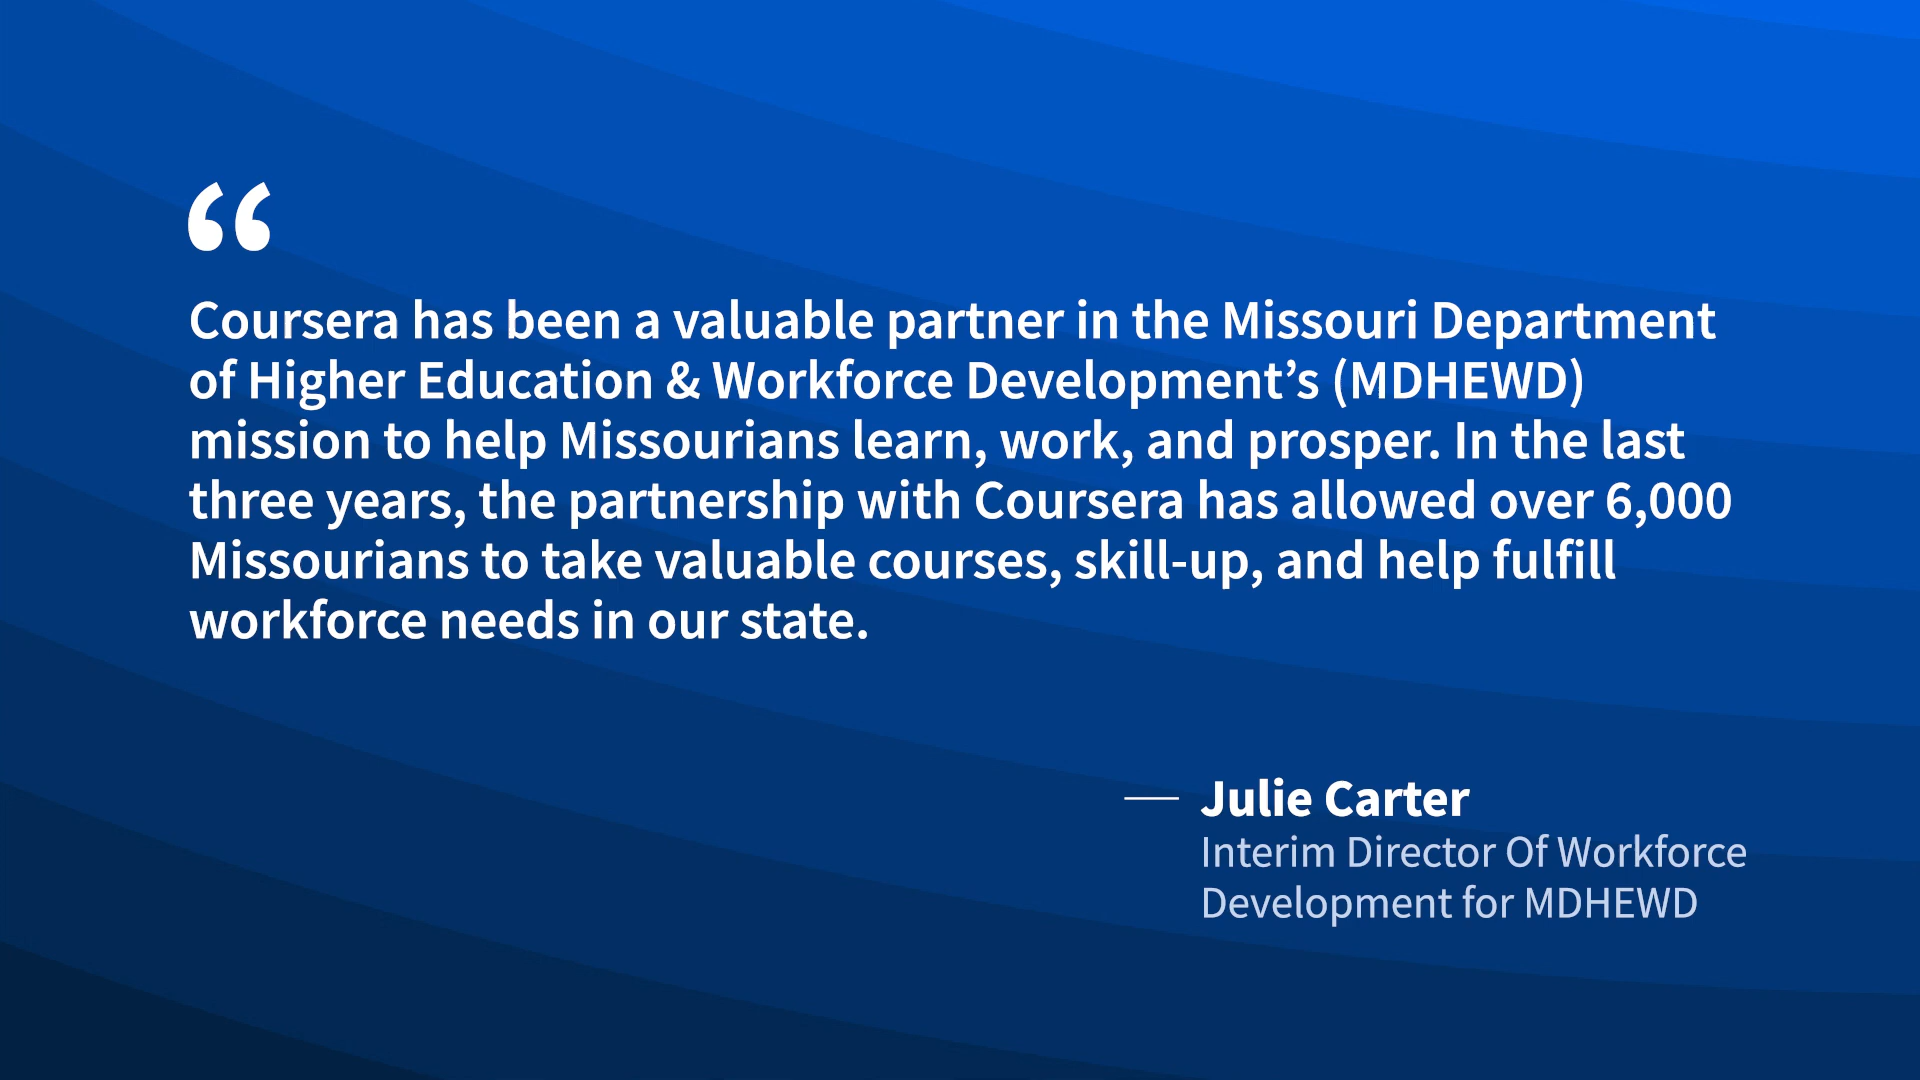 “
Coursera has been a valuable partner in the Missouri Department
of Higher Education & Workforce Development’s (MDHEWD)
mission to help Missourians learn, work, and prosper. In the last
three years, the partnership with Coursera has allowed over 6,000
Missourians to take valuable courses, skill-up, and help fulfill
workforce needs in our state.
— Julie Carter
Interim Director Of Workforce
Development for MDHEWD